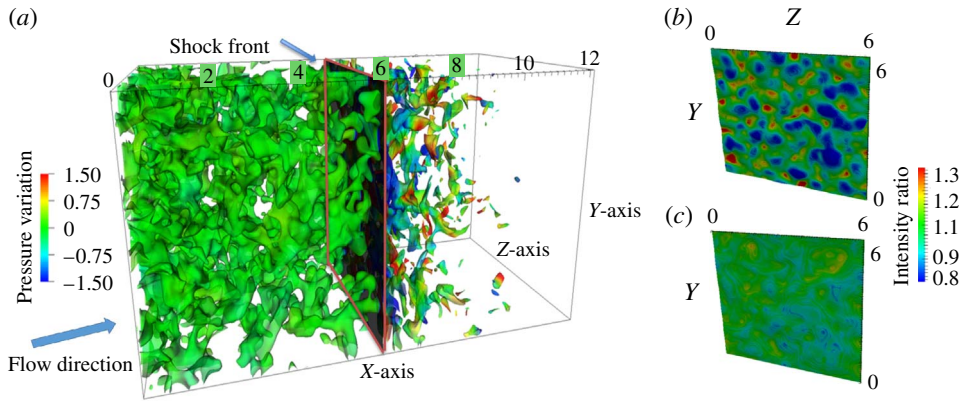 (a)
Shock front
0
2
4
6
8
10
12
Pressure variation
1.50
0.75
0
−0.75
−1.50
Flow direction
X-axis
Y-axis
Z-axis
(b)
Z
0
6
6
Y
0
(c)
0
6
Y
0
Intensity ratio
1.3
1.2
1.1
1.0
0.9
0.8